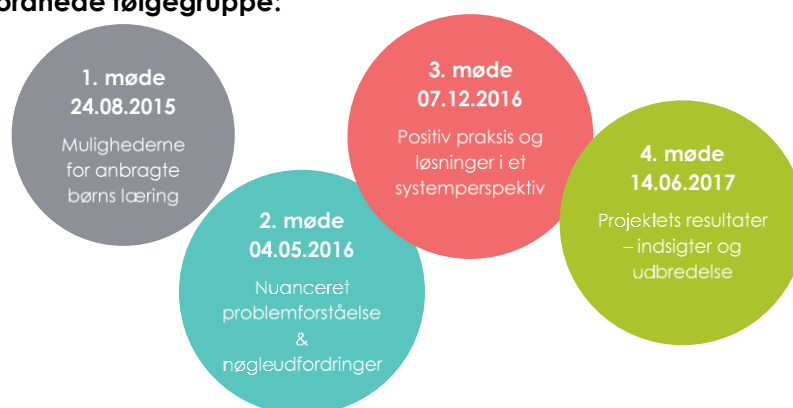 følgegruppe:
1. møde
24.08.2015
Mulighederne
for anbragte
børns læring
2. møde
04.05.2016
Nuanceret
problemforståelse
&
nøgleudfordringer
3. møde
07.12.2016
Positiv praksis og
løsninger i et
systemperspektiv
4. møde
14.06.2017
Projektets resultater
– indsigter og
udbredelse